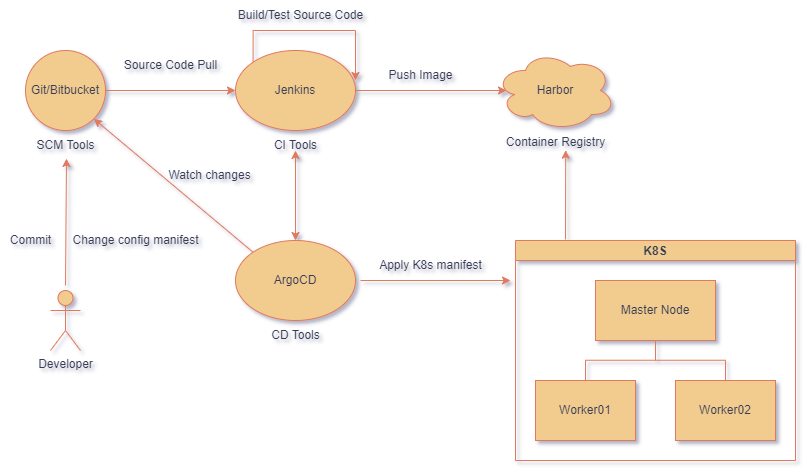 Build/Test Source Code
Source Code Pull
Push Image
Git/Bitbucket
Jenkins
Harbor
SCM Tools
CI Tools
Container Registry
Watch changes
Commit
Change config manifest
K8S
Apply K8s manifest
ArgoCD
Master Node
CD Tools
Developer
Worker01
Worker02